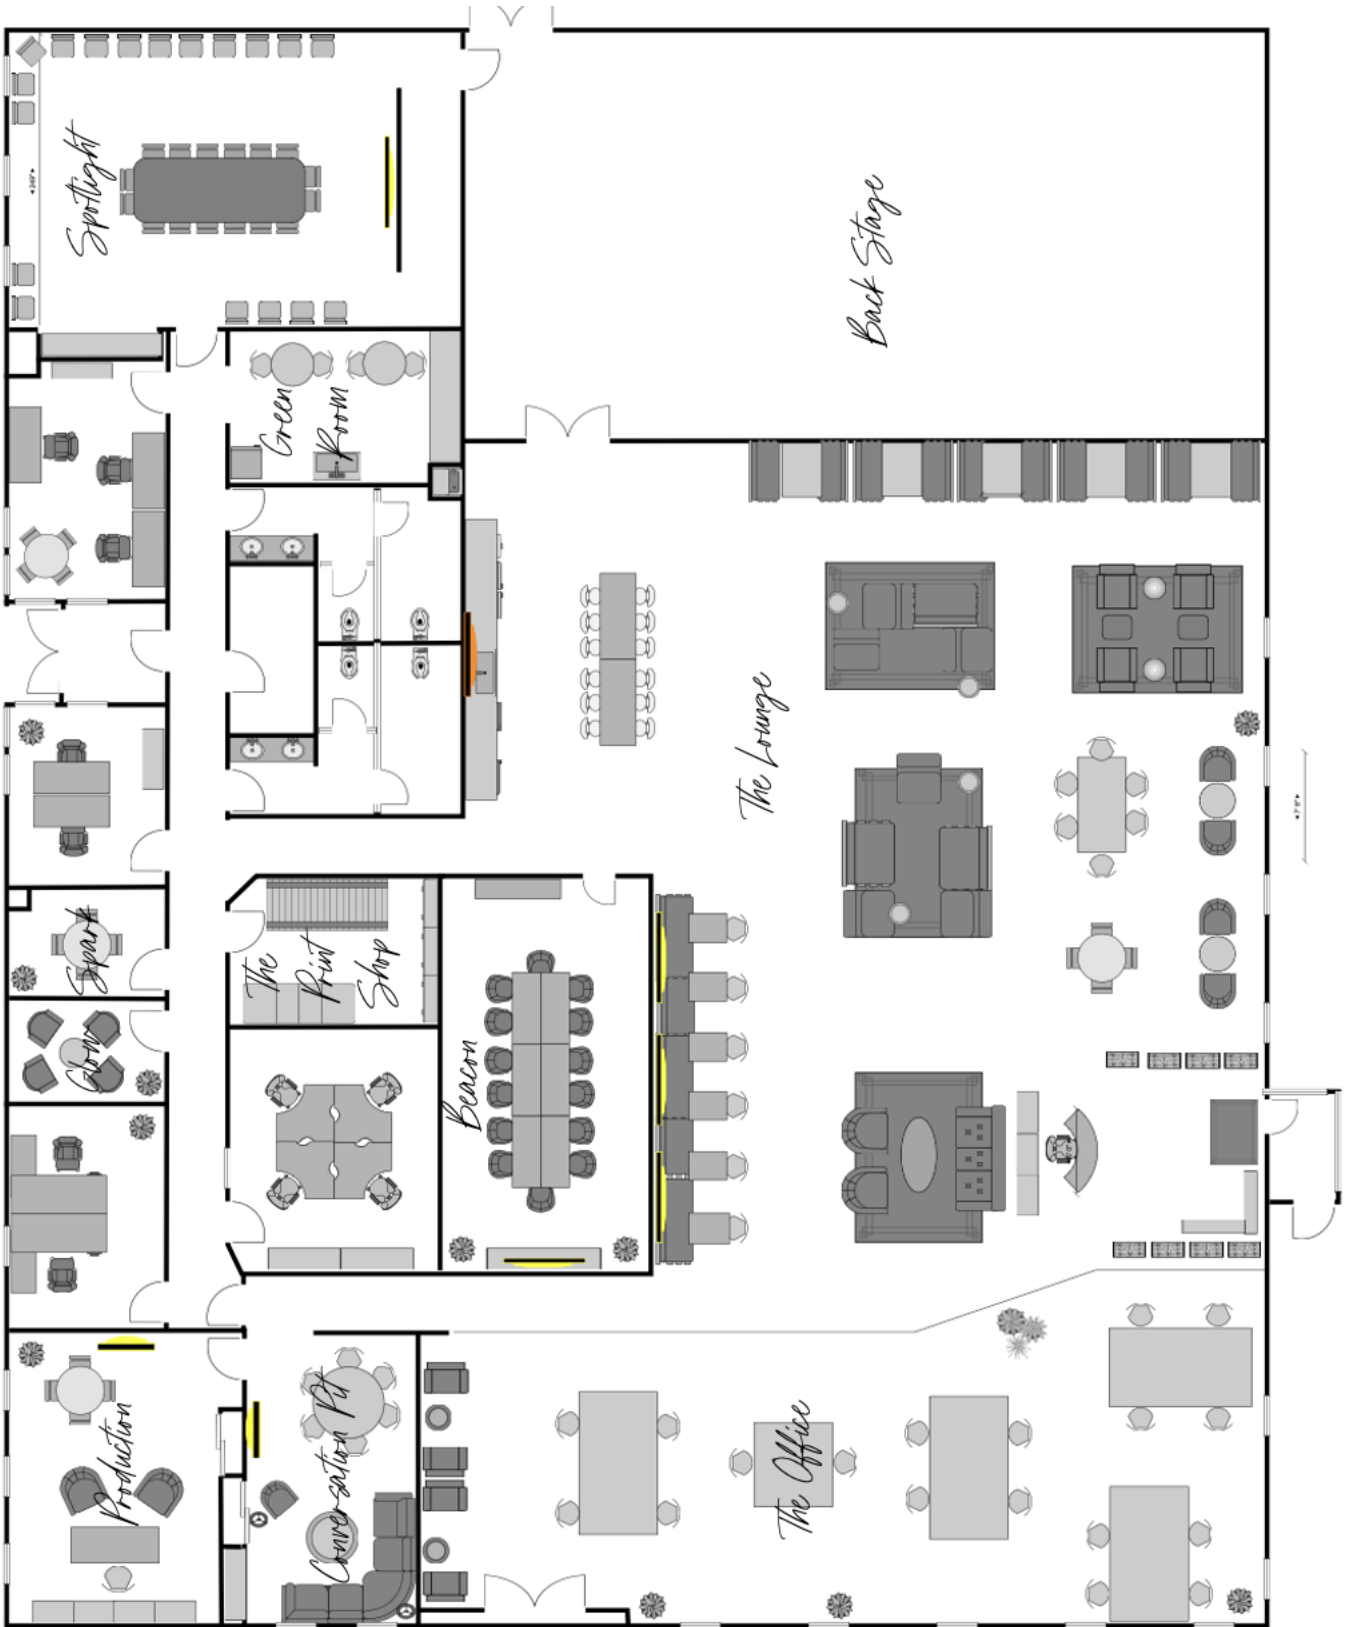 Spotlight
Back Stage
Green
Room
The Lounge
Spark
The
Print
Shop
Glow
Beacon
Production
Conversation Pit
The Office